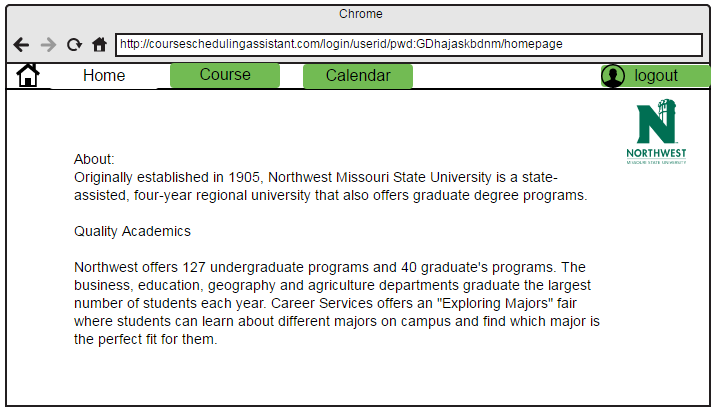 Chrome
http://courseschedulingassistant.com/login/userid/pwd:GDhajaskbdnm/homepage
Home
Course
Calendar
logout
N
NORTHWEST
MISSOURI STATE UNIVERSITY
About:
Originally established in 1905, Northwest Missouri State University is a state-
assisted, four-year regional university that also offers graduate degree programs.
Quality Academics
Northwest offers 127 undergraduate programs and 40 graduate's programs. The
business, education, geography and agriculture departments graduate the largest
number of students each year. Career Services offers an "Exploring Majors" fair
where students can learn about different majors on campus and find which major is
the perfect fit for them.